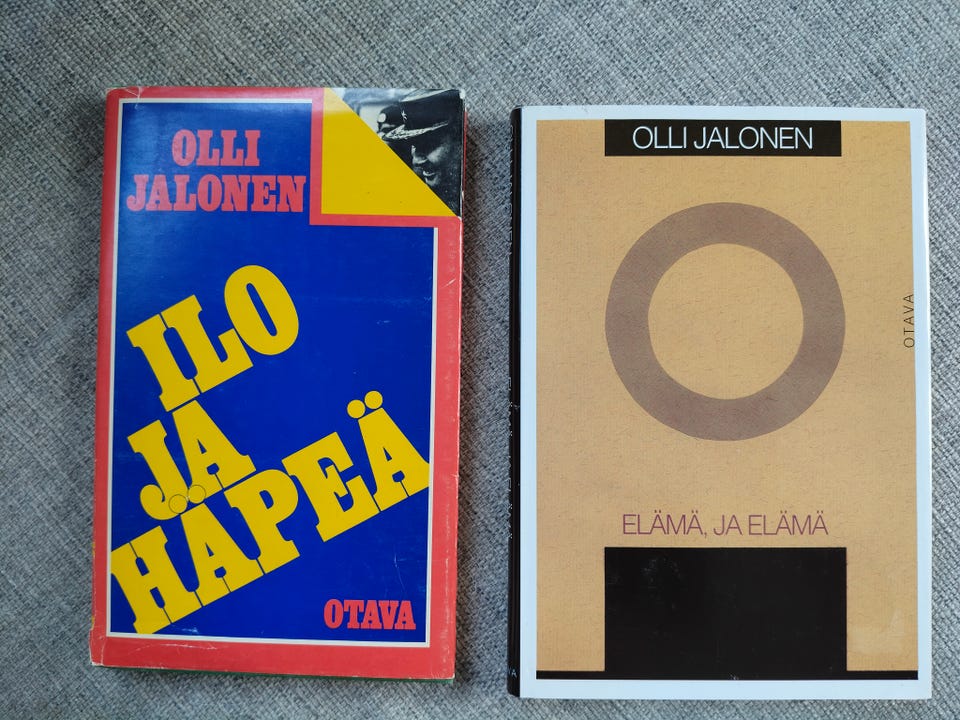 OLLI
JALONEN
ILO
JA
HÄPEÄ
OTAVA
OLLI JALONEN
OTAVA
ELÄMÄ, JA ELÄMÄ